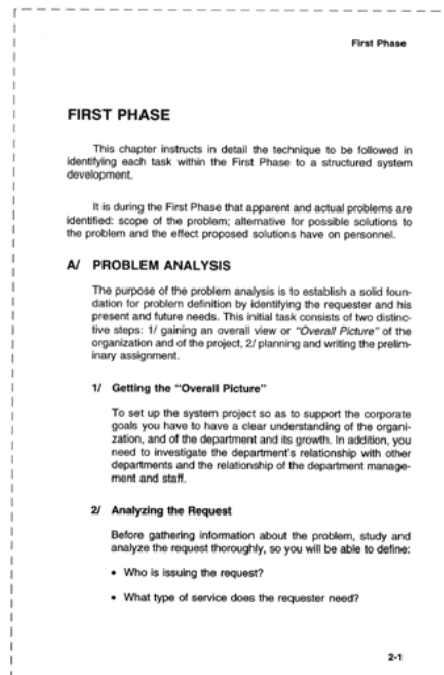 First Phase
FIRST PHASE
This chapter instructs in detail the technique to be followed in
identifying each task within the First Phase to a structured system
development.
It is during the First Phase that apparent and actual problems are
identified: scope of the problem; alternative for possible solutions to
the problem and the effect proposed solutions have on personnel.
A/ PROBLEM ANALYSIS
The purpose of the problem analysis is to establish a solid foun-
dation for problem definition by identifying the requester and his
present and future needs. This initial task consists of two distinc-
tive steps: 1/ gaining an overall view or "Overall Picture" of the
organization and of the project, 2/ planning and writing the prelim-
inary assignment.
1/ Getting the "Overall Picture"
To set up the system project so as to support the corporate
goals you have to have a clear understanding of the organi-
zation, and of the department and its growth. In addition, you
need to investigate the department's relationship with other
departments and the relationship of the department manage-
ment and staff.
2/ Analyzing the Request
Before gathering information about the problem, study and
analyze the request thoroughly, so you will be able to define:
• Who is issuing the request?
• What type of service does the requester need?
2-1